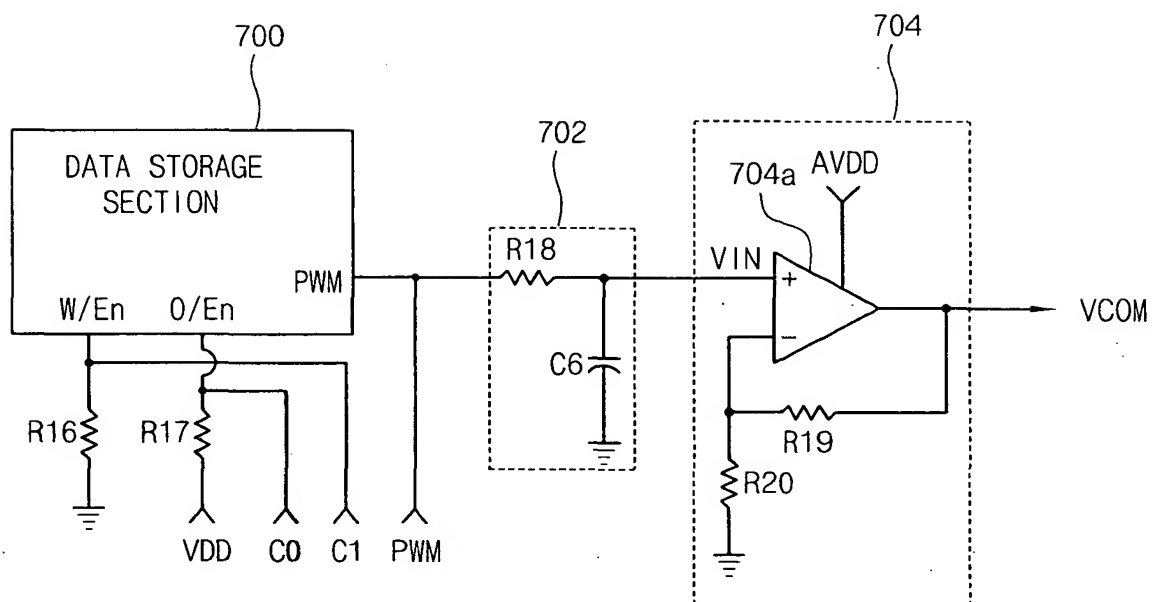 700
704
702
DATA STORAGE
SECTION
704a
AVDD
R18
VIN
+
PWM
W/En
O/En
−
VCOM
C6
R16
R17
R19
R20
VDD
C0
C1
PWM